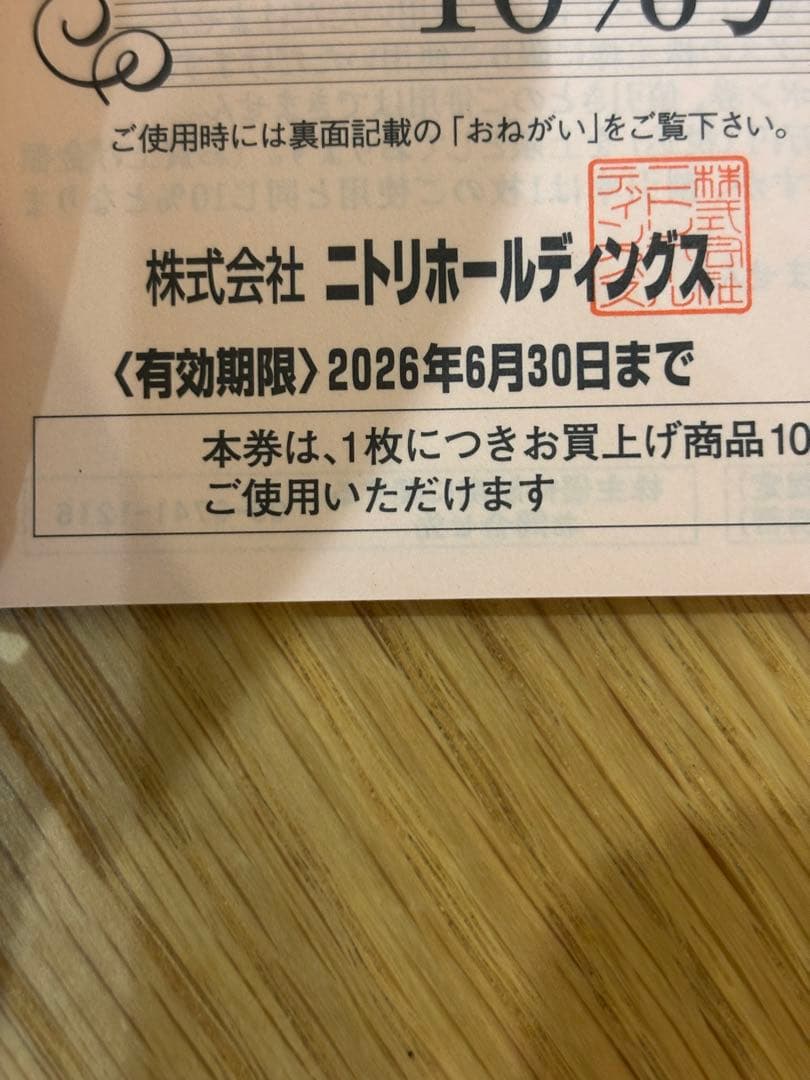 10%
ご使用時には裏面記載の「おねがい」をご覧下さい。
株式会社 ニトリホールディングス
〈有効期限〉2026年6月30日まで
本券は、1枚につきお買上げ商品10
ご使用いただけます